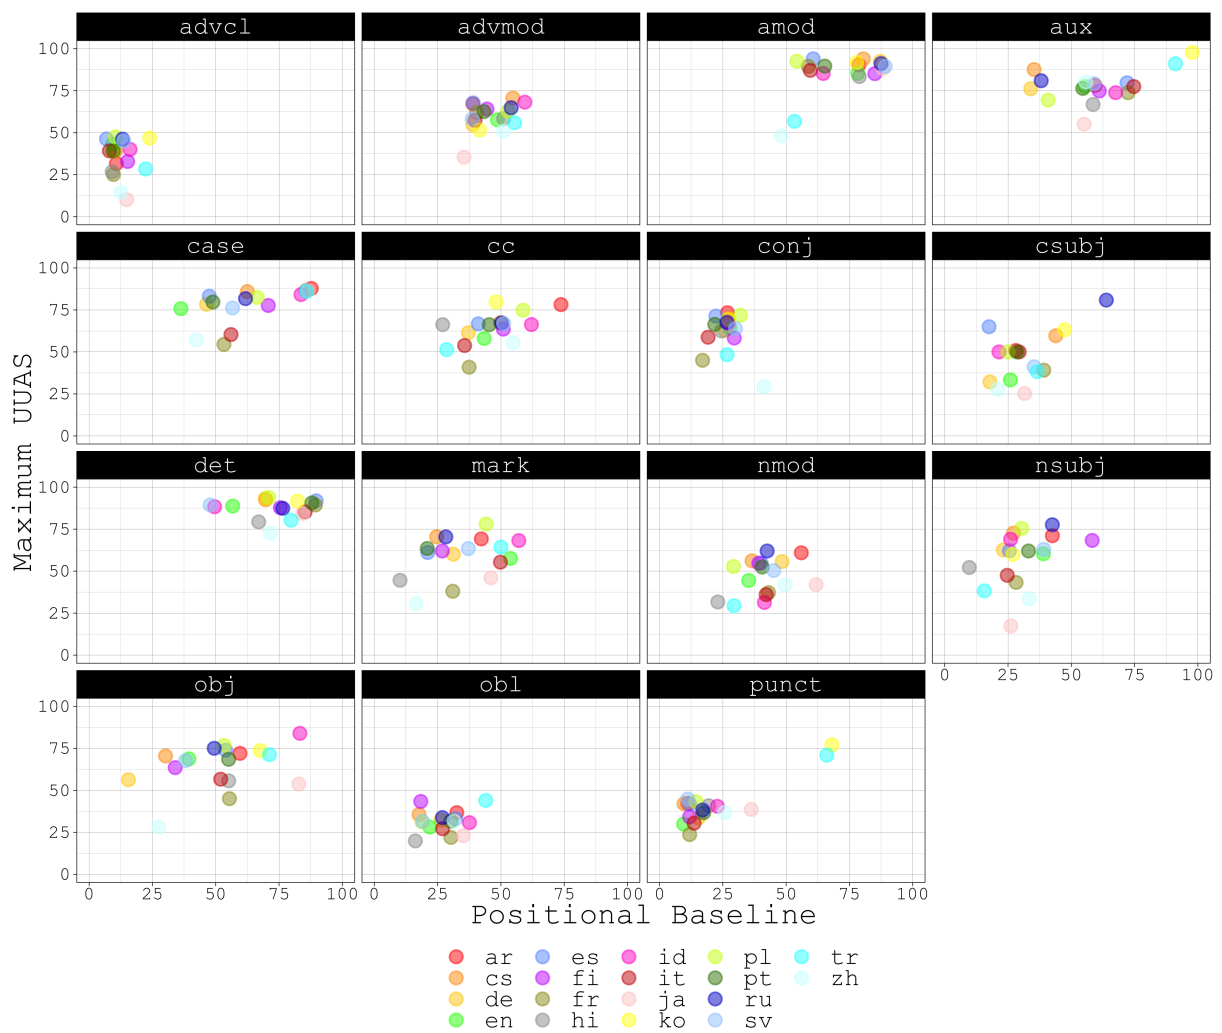 advcl advmod amod aux
100
75
50
25
0
case cc conj csubj
100
75
50
25
0
Maximum UUAS
det mark nmod nsubj
100
75
50
25
0
0 25 50 75 100
obj obl punct
100
75
50
25
0
0 25 50 75 100 0 25 50 75 100 0 25 50 75 100
Positional Baseline
ar es id pl tr
cs fi it pt zh
de fr ja ru
en hi ko sv